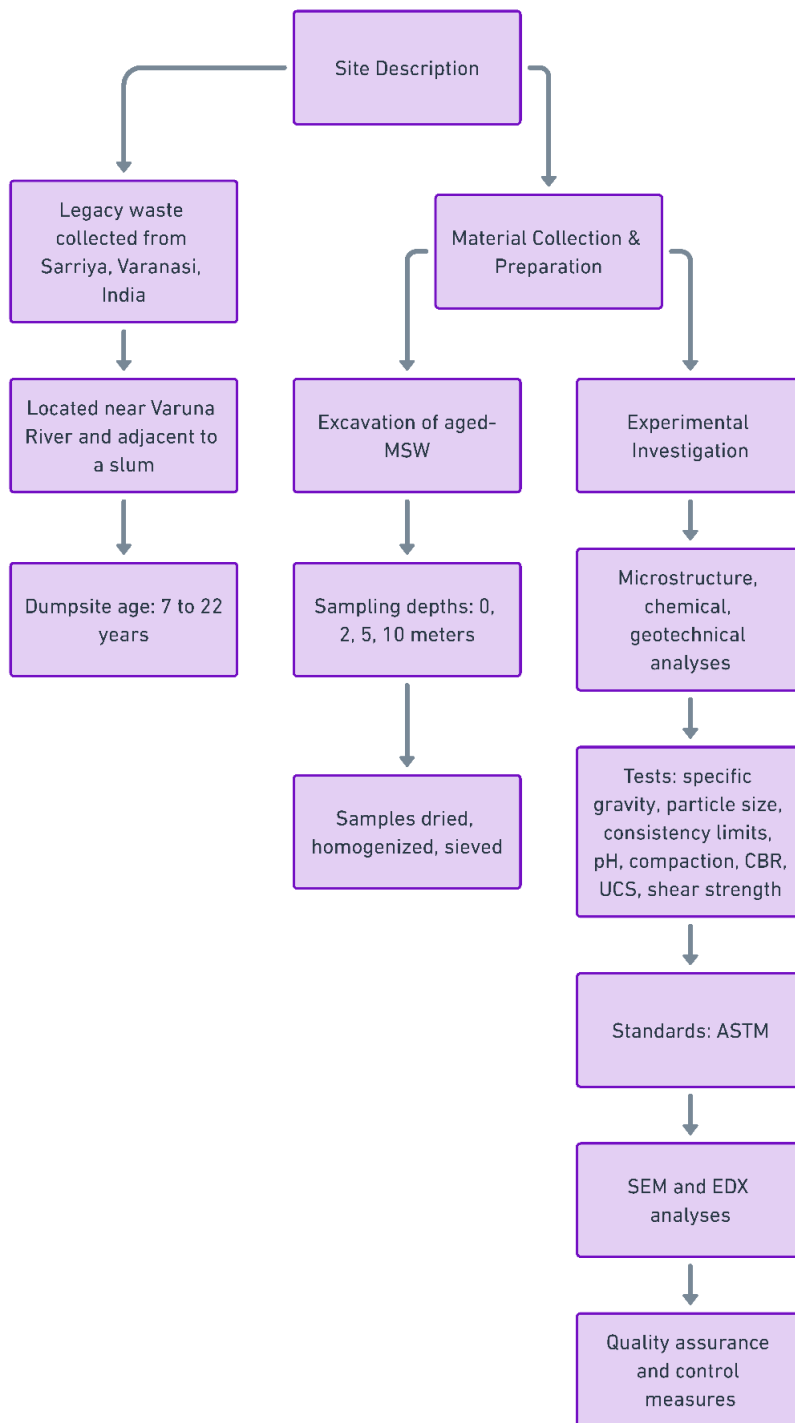 Site Description
Legacy waste
collected from
Sarriya, Varanasi,
India
Material Collection &
Preparation
Located near Varuna
River and adjacent to
a slum
Excavation of aged-
MSW
Experimental
Investigation
Dumpsite age: 7 to 22
years
Sampling depths: 0,
2, 5, 10 meters
Microstructure,
chemical,
geotechnical
analyses
Samples dried,
homogenized, sieved
Tests: specific
gravity, particle size,
consistency limits,
pH, compaction, CBR,
UCS, shear strength
Standards: ASTM
SEM and EDX
analyses
Quality assurance
and control
measures